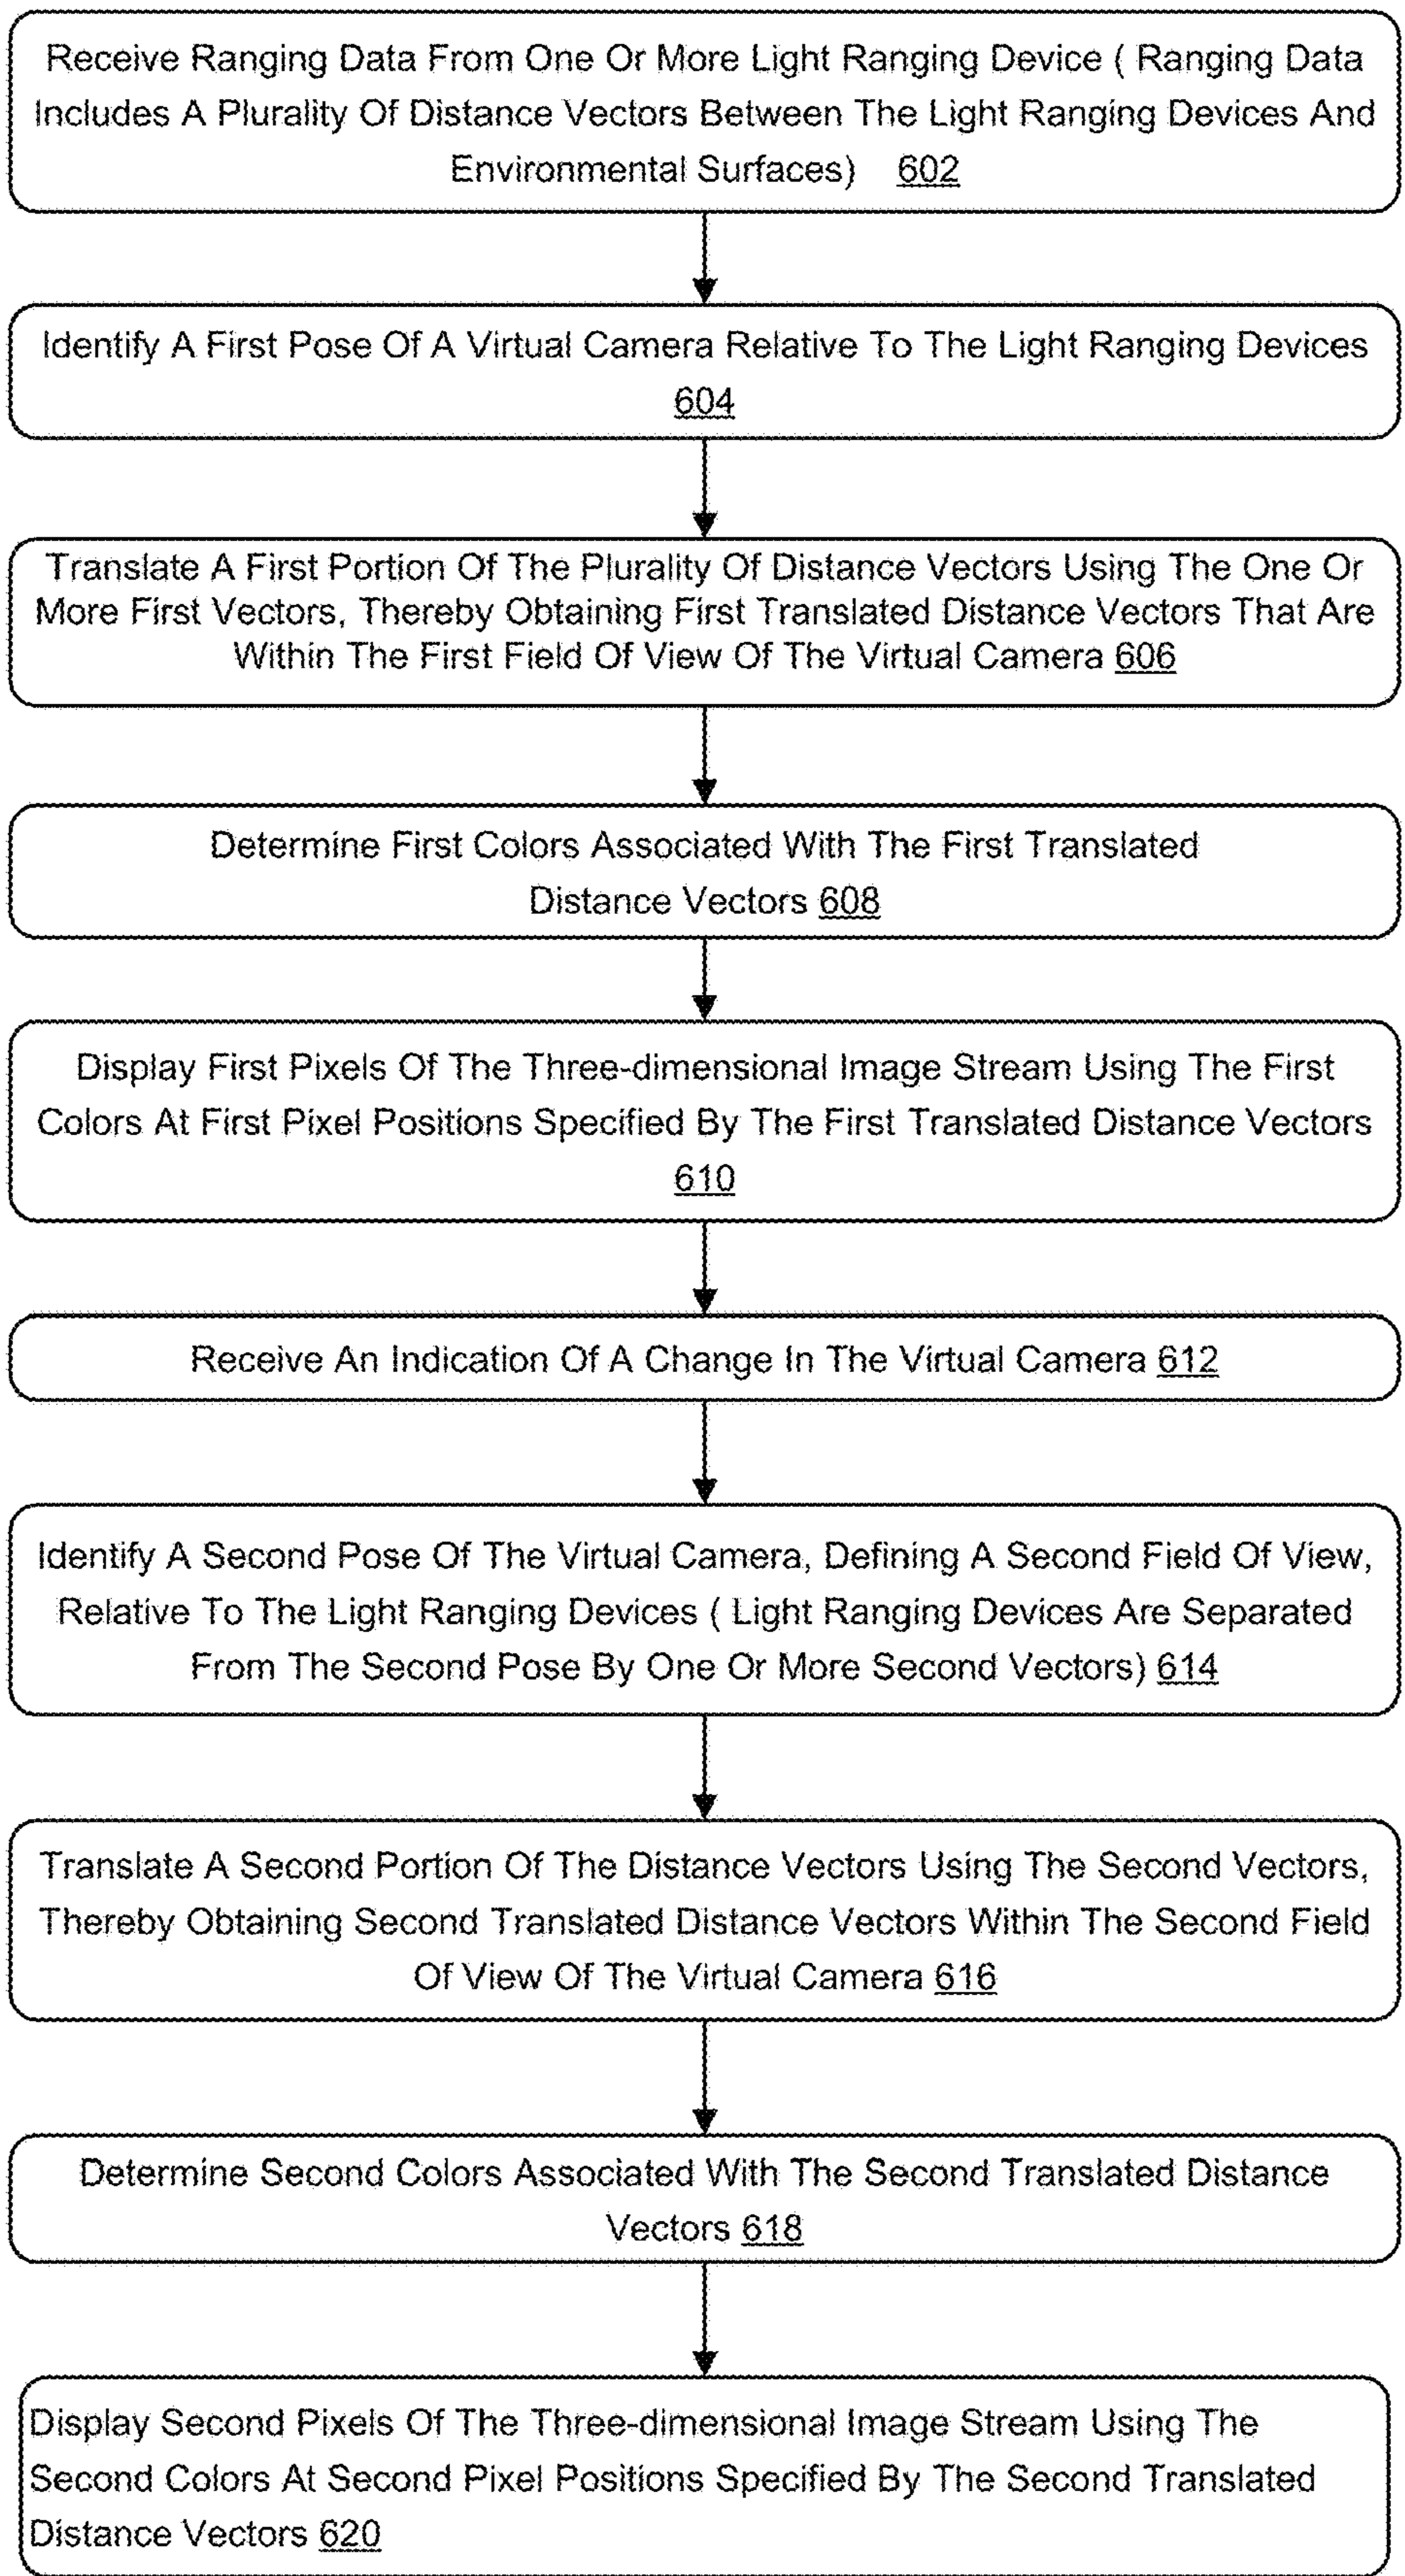 Receive Ranging Data From One Or More Light Ranging Device ( Ranging Data
Includes A Plurality Of Distance Vectors Between The Light Ranging Devices And
Environmental Surfaces) 602
Identify A First Pose Of A Virtual Camera Relative To The Light Ranging Devices
604
Translate A First Portion Of The Plurality Of Distance Vectors Using The One Or
More First Vectors, Thereby Obtaining First Translated Distance Vectors That Are
Within The First Field Of View Of The Virtual Camera 606
Determine First Colors Associated With The First Translated
Distance Vectors 608
Display First Pixels Of The Three-dimensional Image Stream Using The First
Colors At First Pixel Positions Specified By The First Translated Distance Vectors
610
Receive An Indication Of A Change In The Virtual Camera 612
Identify A Second Pose Of The Virtual Camera, Defining A Second Field Of View,
Relative To The Light Ranging Devices ( Light Ranging Devices Are Separated
From The Second Pose By One Or More Second Vectors) 614
Translate A Second Portion Of The Distance Vectors Using The Second Vectors,
Thereby Obtaining Second Translated Distance Vectors Within The Second Field
Of View Of The Virtual Camera 616
Determine Second Colors Associated With The Second Translated Distance
Vectors 618
Display Second Pixels Of The Three-dimensional Image Stream Using The
Second Colors At Second Pixel Positions Specified By The Second Translated
Distance Vectors 620